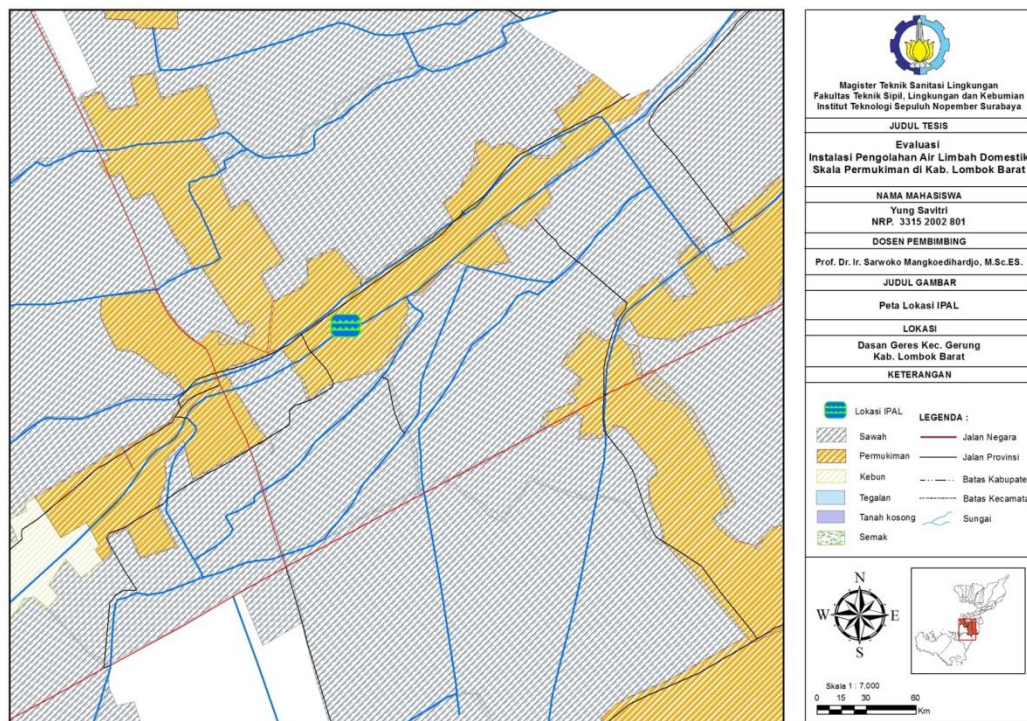 Magister Teknik Sanitasi Lingkungan
Fakultas Teknik Sipil, Lingkungan dan Kebumian
Institut Teknologi Sepuluh Nopember Surabaya
JUDUL TESIS
Evaluasi
Instalasi Pengolahan Air Limbah Domestik
Skala Permukiman di Kab. Lombok Barat
NAMA MAHASISWA
Yung Savitri
NRP. 3315 2002 801
DOSEN PEMBIMBING
Prof. Dr. Ir. Sarwoko Mangkoedihardjo, M.Sc.ES.
JUDUL GAMBAR
Peta Lokasi IPAL
LOKASI
Dasan Geres Kec. Gerung
Kab. Lombok Barat
KETERANGAN
Lokasi IPAL
Sawah
Permukiman
Kebun
Tegalan
Tanah kosong
Semak
LEGENDA :
Jalan Negara
Jalan Provinsi
Batas Kabupate
Batas Kecamata
Sungai
N
W E
S
Skala 1 : 7,000
0 15 30 60
Km